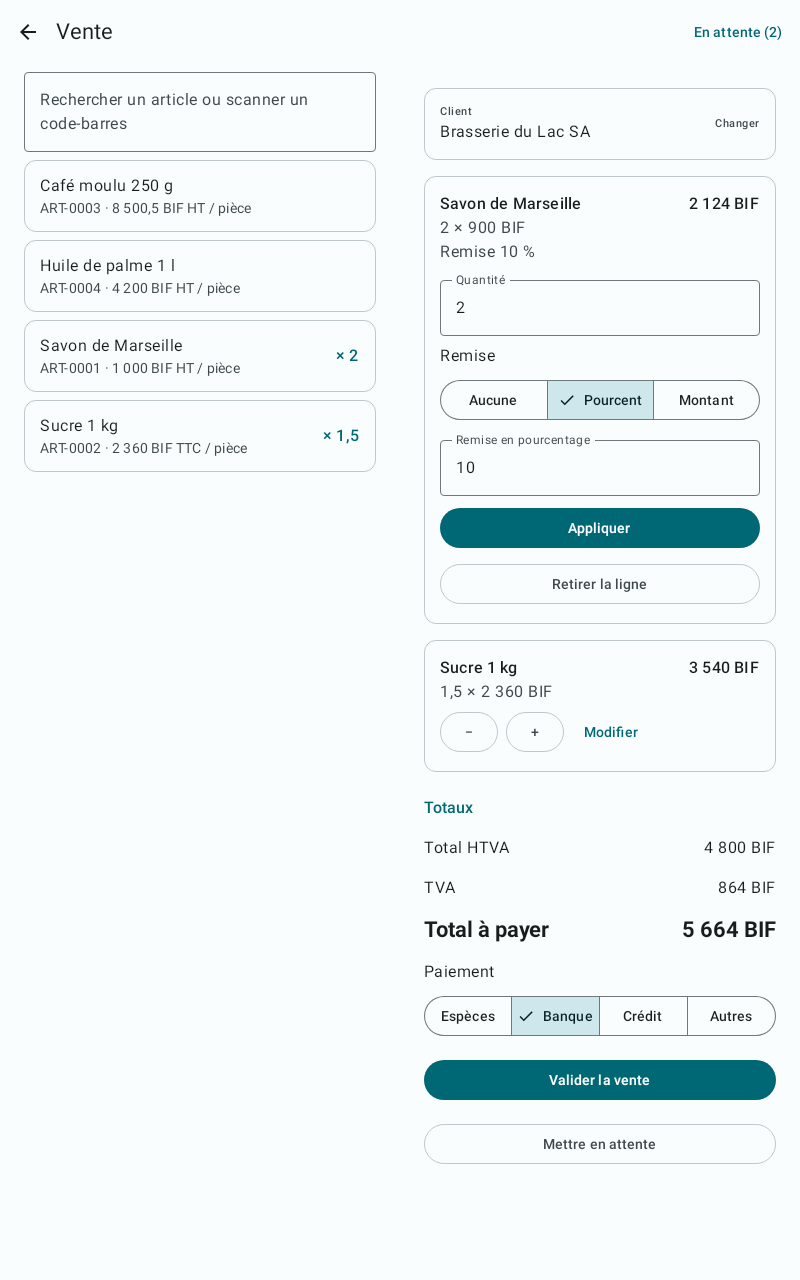 Vente
En attente (2)
Rechercher un article ou scanner un
code-barres
Café moulu 250 g
ART-0003 · 8 500,5 BIF HT / pièce
Huile de palme 1 l
ART-0004 · 4 200 BIF HT / pièce
Savon de Marseille
ART-0001 · 1 000 BIF HT / pièce
× 2
Sucre 1 kg
ART-0002 · 2 360 BIF TTC / pièce
× 1,5
Client
Brasserie du Lac SA
Changer
Savon de Marseille
2 124 BIF
2 × 900 BIF
Remise 10 %
Quantité
2
Remise
Aucune
Pourcent
Montant
Remise en pourcentage
10
Appliquer
Retirer la ligne
Sucre 1 kg
3 540 BIF
1,5 × 2 360 BIF
−
+
Modifier
Totaux
Total HTVA
4 800 BIF
TVA
864 BIF
Total à payer
5 664 BIF
Paiement
Espèces
Banque
Crédit
Autres
Valider la vente
Mettre en attente